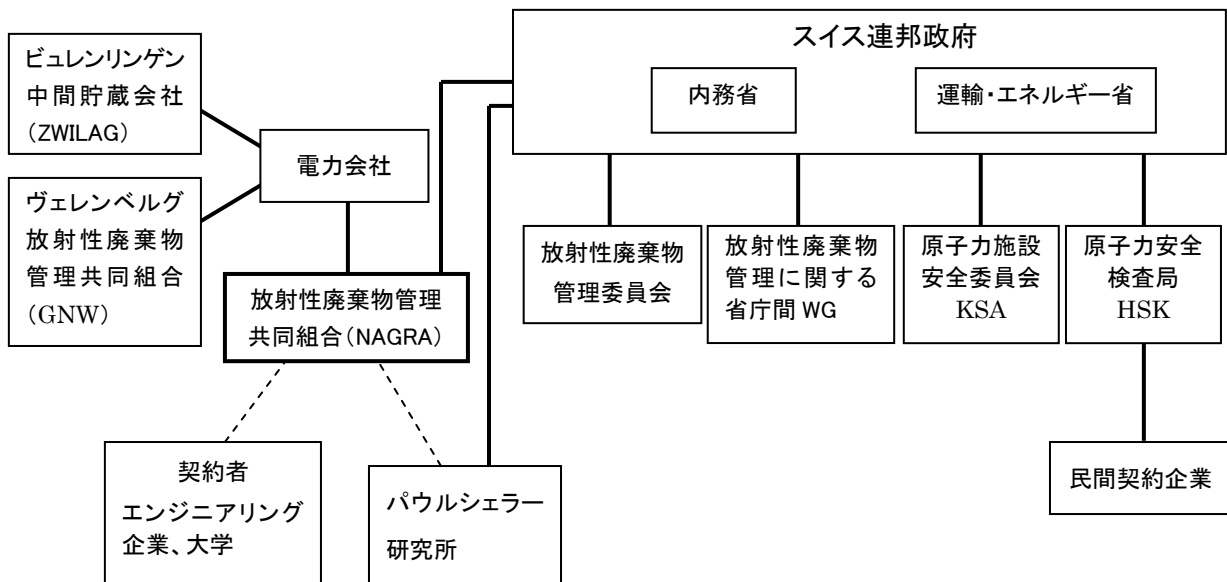 スイス連邦政府
内務省
運輸・エネルギー省
ビュレンリンゲン
中間貯蔵会社
(ZWILAG)
電力会社
ヴェレンベルグ
放射性廃棄物
管理共同組合
(GNW)
放射性廃棄物管理
共同組合(NAGRA)
放射性廃棄物
管理委員会
放射性廃棄物
管理に関する
省庁間 WG
原子力施設
安全委員会
KSA
原子力安全
検査局
HSK
契約者
エンジニアリング
企業、大学
パウルシェラー
研究所
民間契約企業